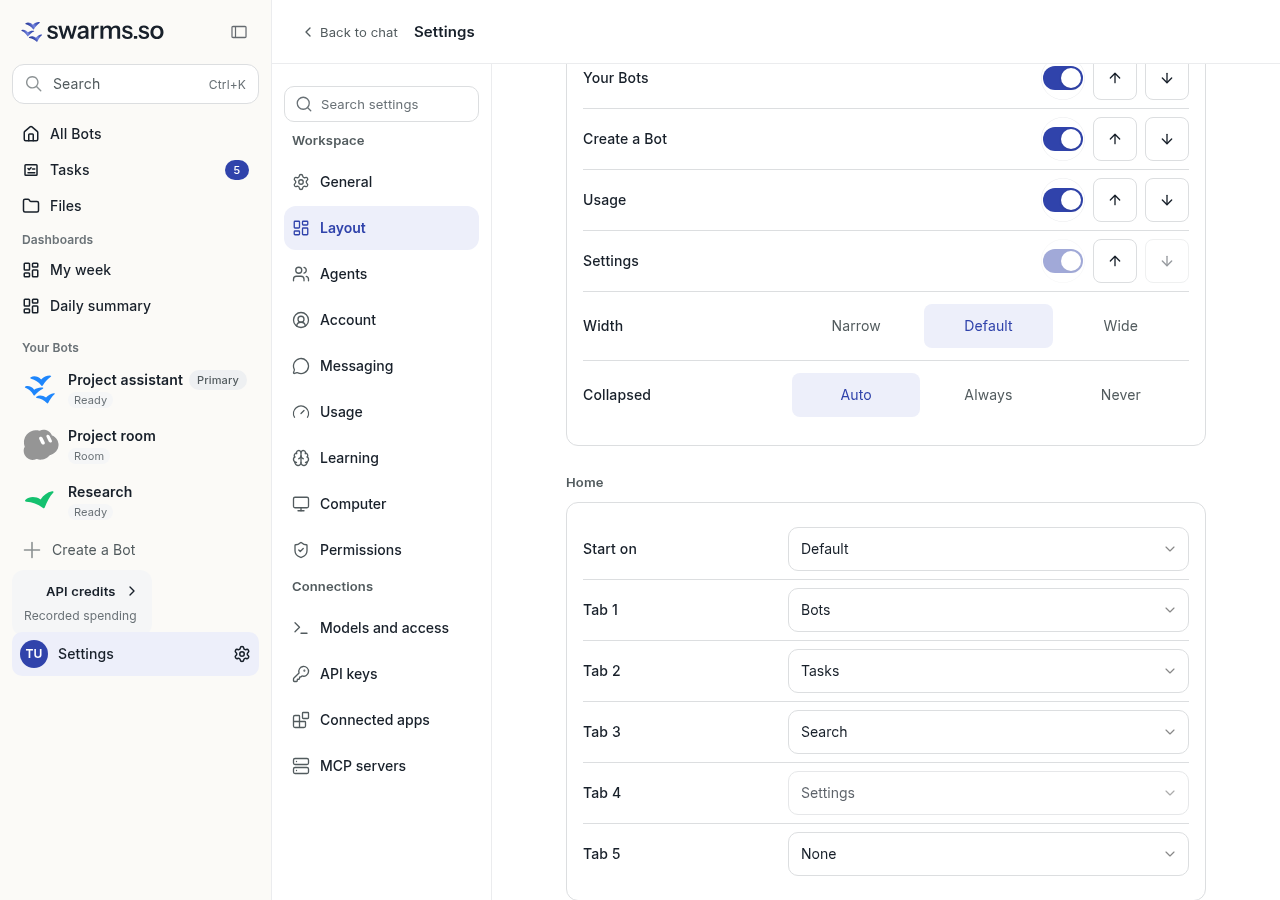 swarms.so
Search
Ctrl+K
All Bots
Tasks
5
Files
Dashboards
My week
Daily summary
Your Bots
Project assistant
Primary
Ready
Project room
Room
Research
Ready
Create a Bot
API credits
Recorded spending
TU
Settings
Back to chat
Settings
Search settings
Workspace
General
Layout
Agents
Account
Messaging
Usage
Learning
Computer
Permissions
Connections
Models and access
API keys
Connected apps
MCP servers
Your Bots
Create a Bot
Usage
Settings
Width
Narrow
Default
Wide
Collapsed
Auto
Always
Never
Home
Start on
Default
Tab 1
Bots
Tab 2
Tasks
Tab 3
Search
Tab 4
Settings
Tab 5
None